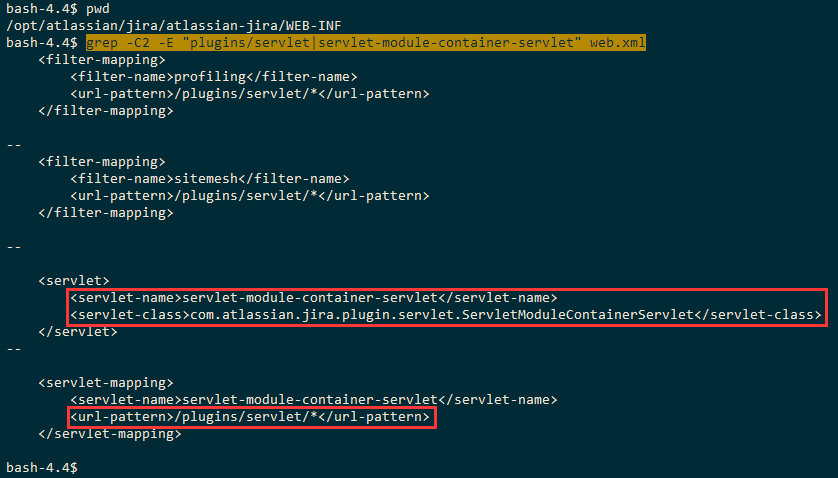 bash-4.4$ pwd
/opt/atlassian/jira/atlassian-jira/WEB-INF
bash-4.4$ grep -C2 -E "plugins/servlet|servlet-module-container-servlet" web.xml
    <filter-mapping>
        <filter-name>profiling</filter-name>
        <url-pattern>/plugins/servlet/*</url-pattern>
    </filter-mapping>

--
    <filter-mapping>
        <filter-name>sitemesh</filter-name>
        <url-pattern>/plugins/servlet/*</url-pattern>
    </filter-mapping>

--

    <servlet>
        <servlet-name>servlet-module-container-servlet</servlet-name>
        <servlet-class>com.atlassian.jira.plugin.servlet.ServletModuleContainerServlet</servlet-class>
    </servlet>
--

    <servlet-mapping>
        <servlet-name>servlet-module-container-servlet</servlet-name>
        <url-pattern>/plugins/servlet/*</url-pattern>
    </servlet-mapping>

bash-4.4$